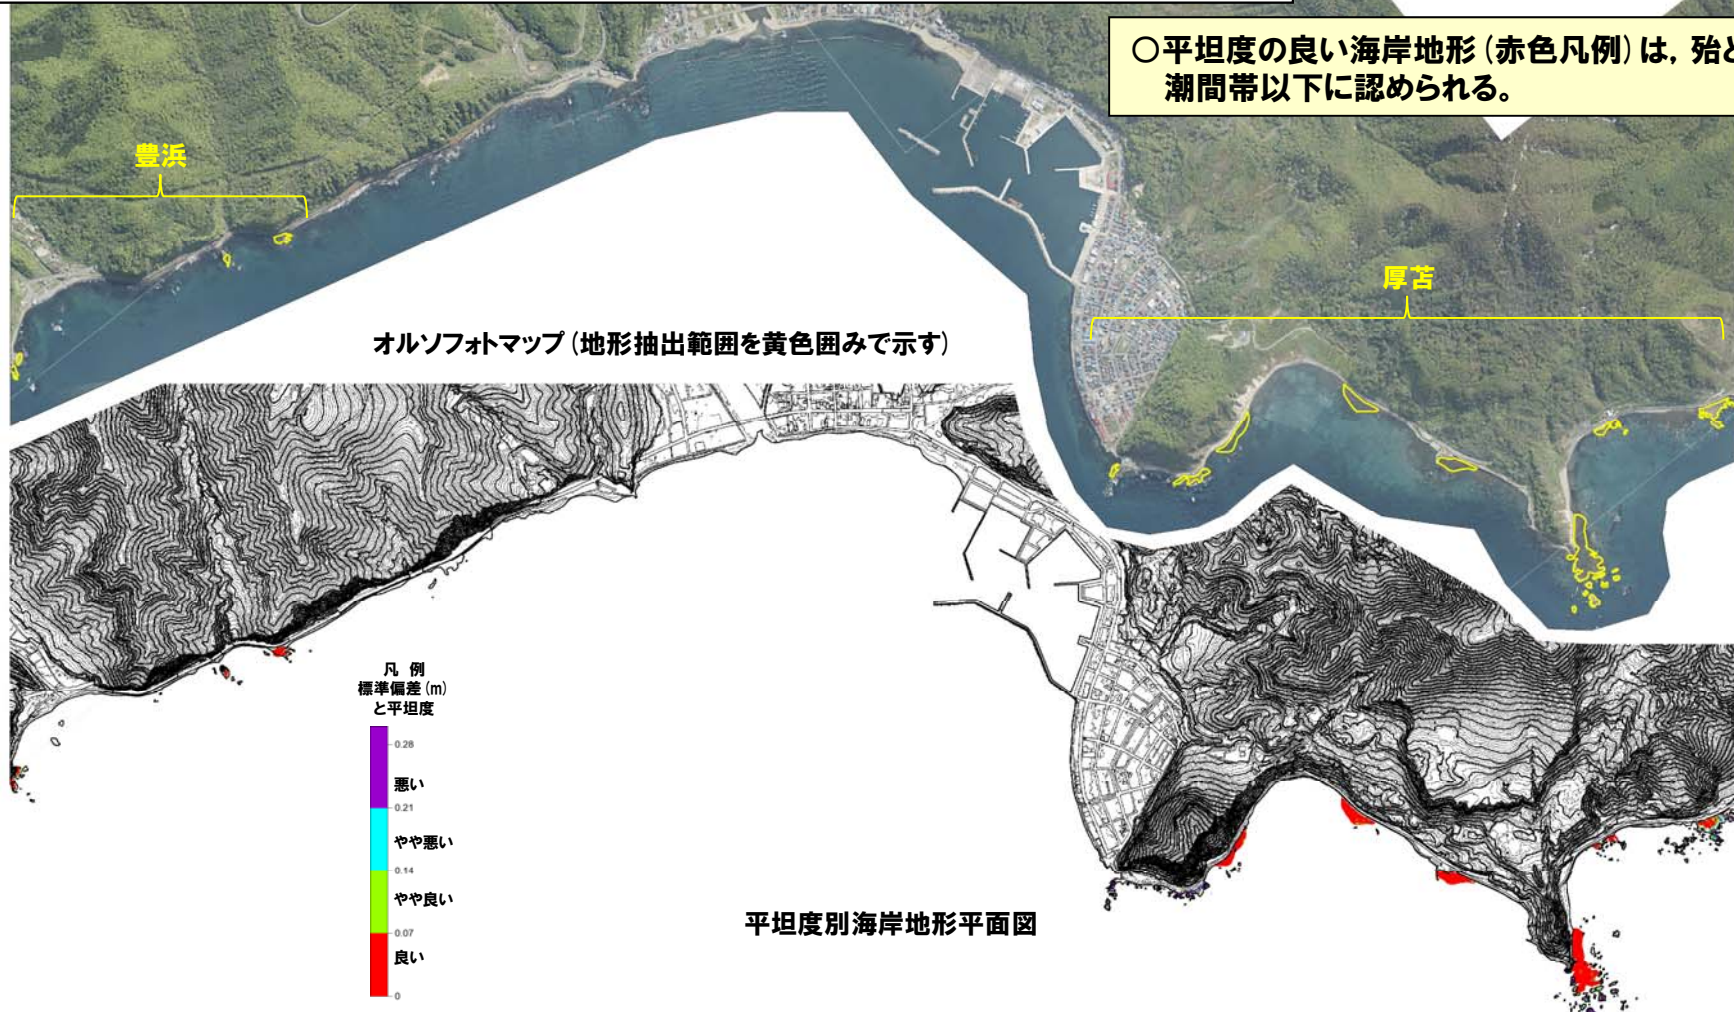 ○平坦度の良い海岸地形(赤色凡例)は，殆ど
潮間帯以下に認められる。
豊浜
厚苫
オルソフォトマップ(地形抽出範囲を黄色囲みで示す)
凡 例
標準偏差(m)
と平坦度
0.28
悪い
0.21
やや悪い
0.14
やや良い
0.07
良い
0
平坦度別海岸地形平面図